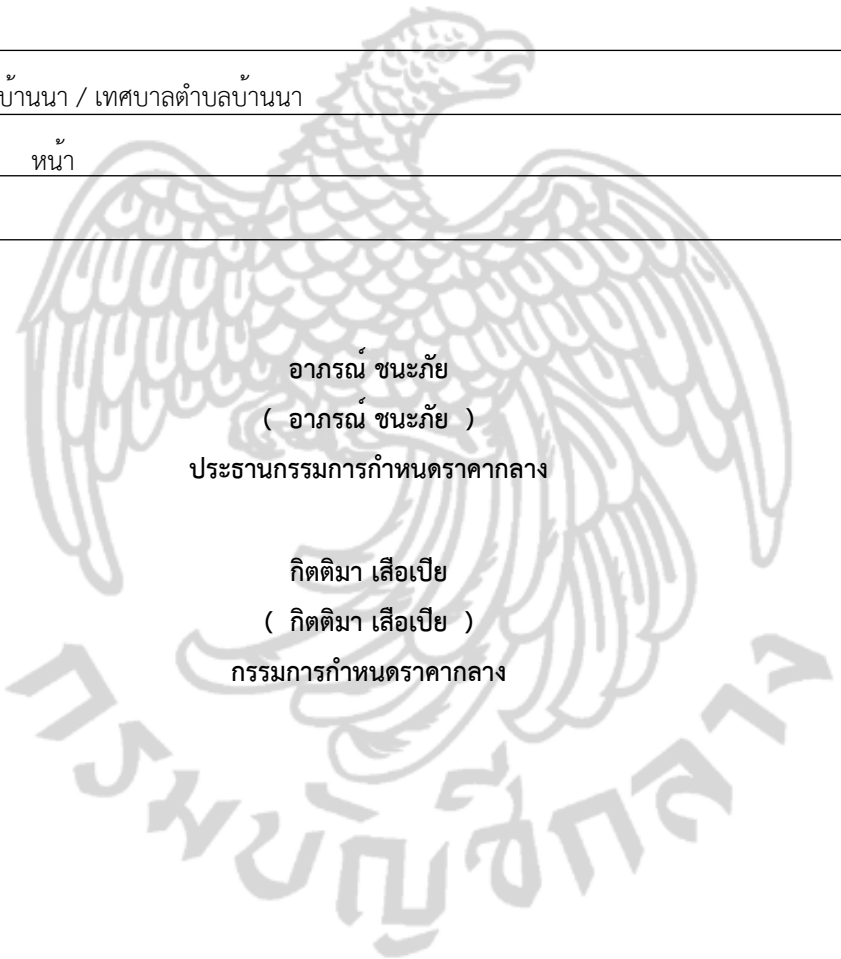 บ้านนา / เทศบาลตำบลบ้านนา
หน้า
อาภรณ์ ชนะภัย
( อาภรณ์ ชนะภัย )
ประธานกรรมการกำหนดราคากลาง
กิตติมา เสือเปีย
( กิตติมา เสือเปีย )
กรรมการกำหนดราคากลาง
กรมบัญชีกลาง